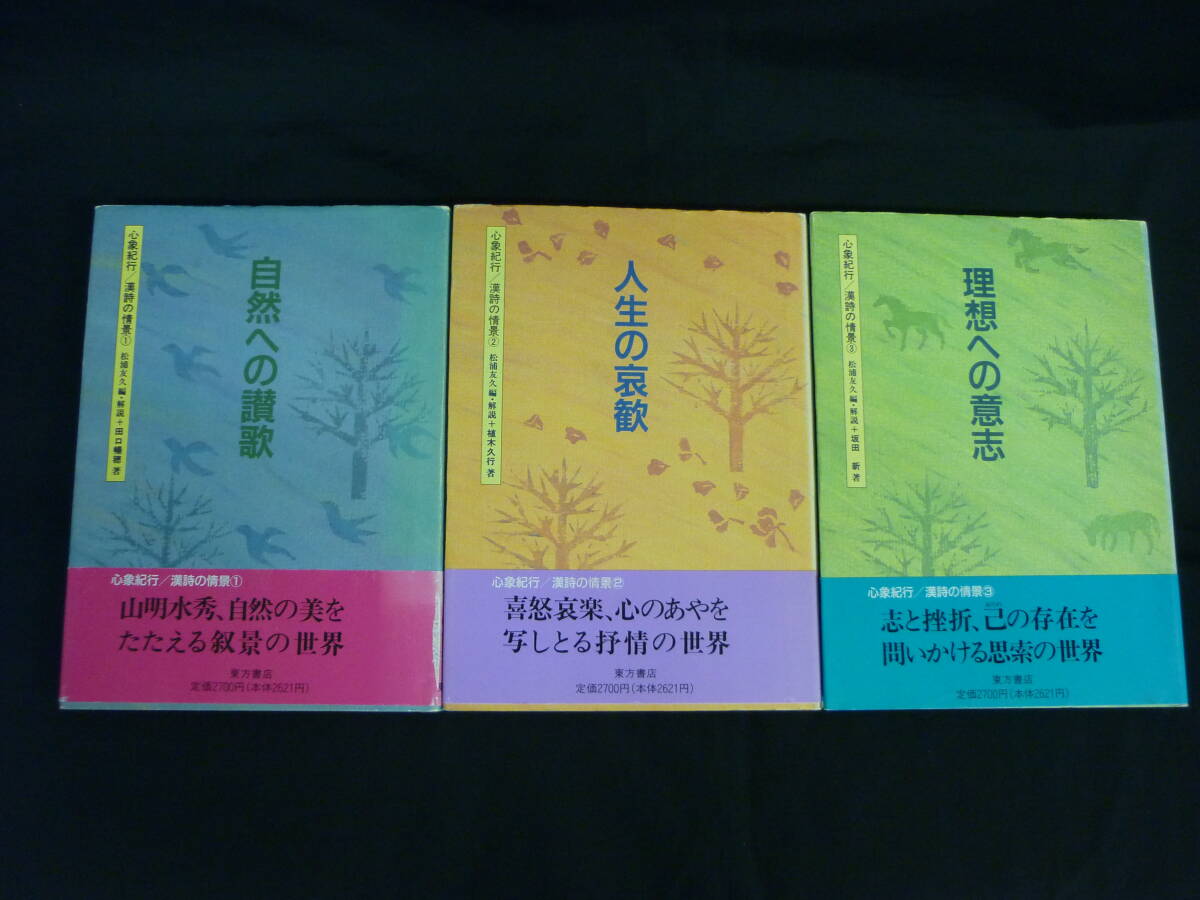 心象紀行/漢詩の情景① 松浦友久編・解説+田口暢穂著
自然への讃歌
心象紀行/漢詩の情景①
山明水秀、自然の美を
たたえる叙景の世界
東方書店
定価2700円(本体2621円)
心象紀行/漢詩の情景② 松浦友久編・解説+植木久行著
人生の哀歓
心象紀行/漢詩の情景②
喜怒哀楽、心のあやを
写しとる抒情の世界
東方書店
定価2700円(本体2621円)
心象紀行/漢詩の情景③ 松浦友久編・解説+坂田 新著
理想への意志
心象紀行/漢詩の情景③
志と挫折、己の存在を
問いかける思索の世界
東方書店
定価2700円(本体2621円)